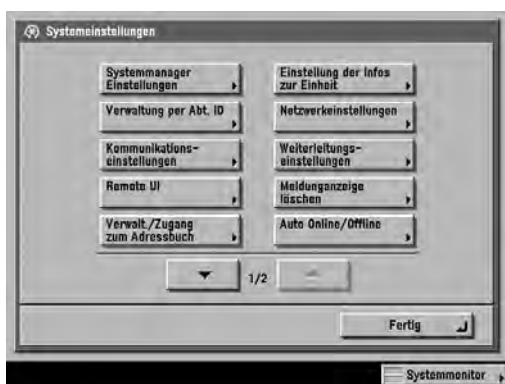 Systemeinstellungen
Systemmanager
Einstellungen
Einstellung der Infos
zur Einheit
Verwaltung per Abt. ID
Netzwerkeinstellungen
Kommunikations-
einstellungen
Weiterleitungs-
einstellungen
Remote UI
Meldunganzeige
löschen
Verwalt./Zugang
zum Adressbuch
Auto Online/Offline
1/2
Fertig
Systemmonitor